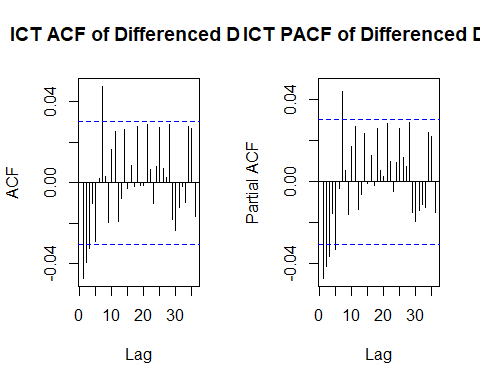 ICT ACF of Differenced D
ICT PACF of Differenced D
ACF
0.04
0.00
-0.04
0
10
20
30
Lag
Partial ACF
0.04
0.00
-0.04
0
10
20
30
Lag